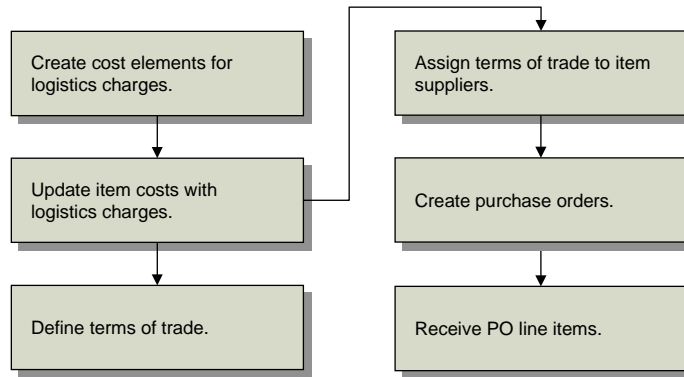 Create cost elements for
logistics charges.
Update item costs with
logistics charges.
Define terms of trade.
Assign terms of trade to item
suppliers.
Create purchase orders.
Receive PO line items.